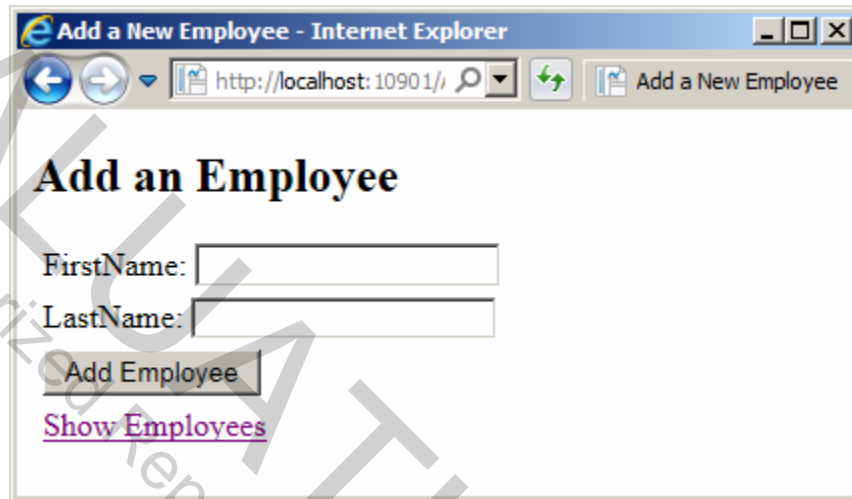 Add a New Employee - Internet Explorer
http://localhost:10901/
Add a New Employee
Add an Employee
FirstName:
LastName:
Add Employee
Show Employees